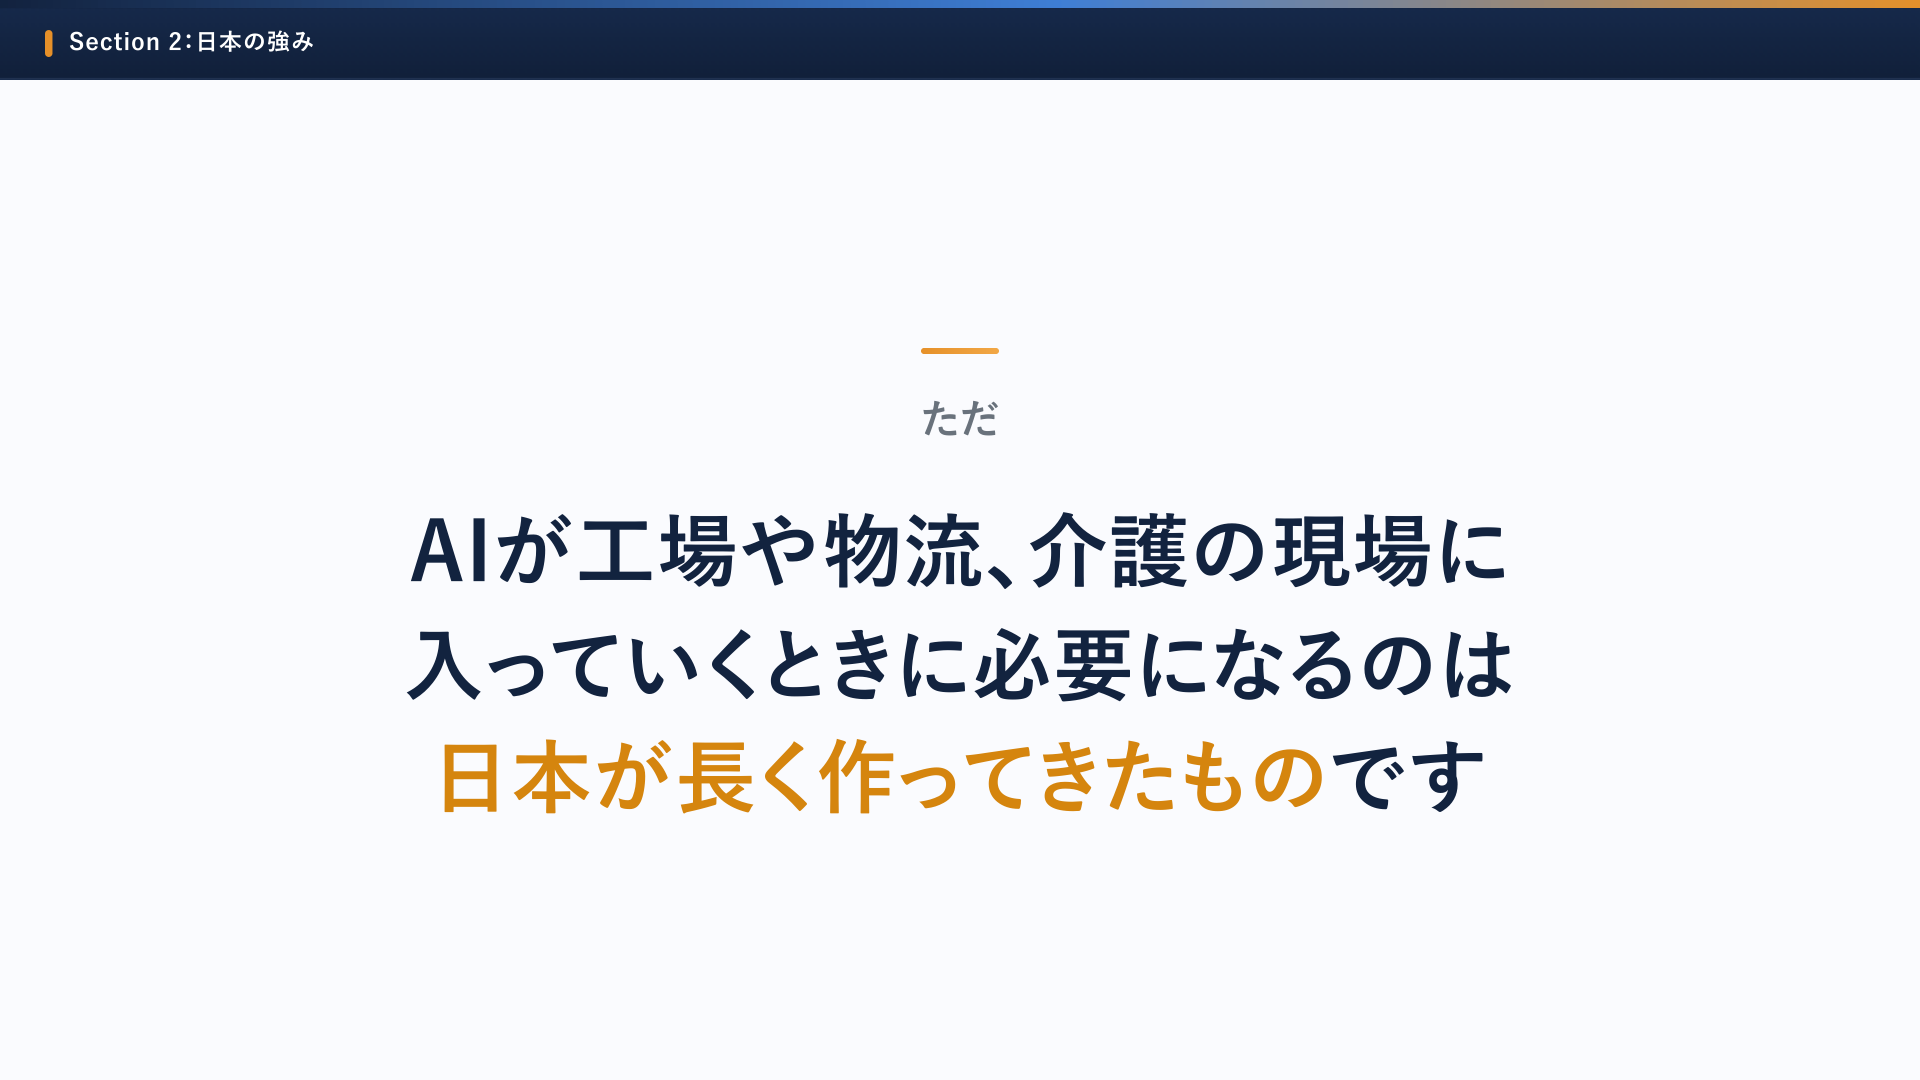 Section 2：日本の強み
ただ
AIが工場や物流、介護の現場に
入っていくときに必要になるのは
日本が長く作ってきたものです